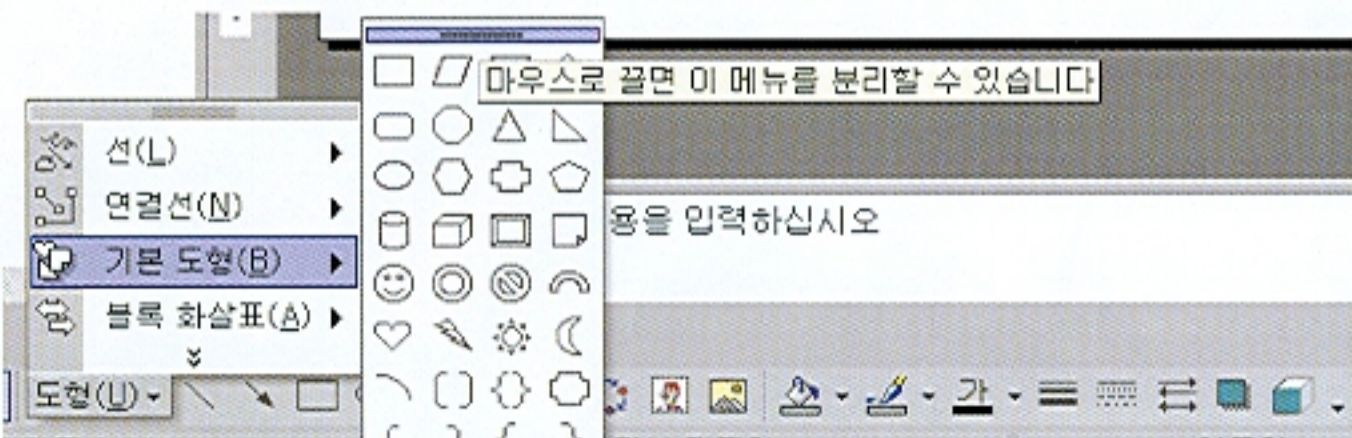 마우스로 끌면 이 메뉴를 분리할 수 있습니다
선(L)
연결선(N)
용을 입력하십시오
기본 도형(B)
블록 화살표(A)
도형(U)
가